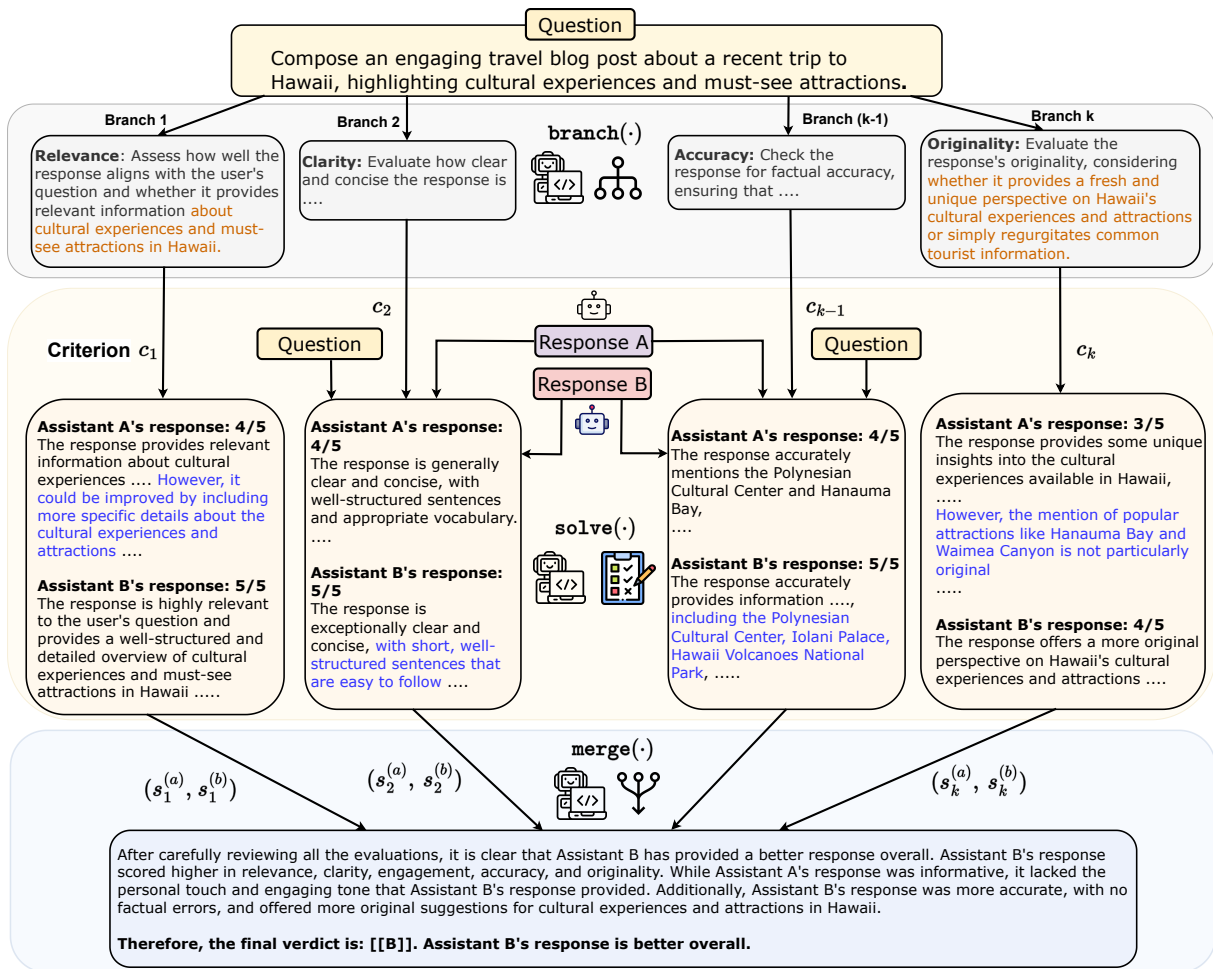 Question
Compose an engaging travel blog post about a recent trip to
Hawaii, highlighting cultural experiences and must-see attractions.
Branch 1
Branch 2
Branch (k-1)
Branch k
branch(·)
Relevance: Assess how well the
response aligns with the user's
question and whether it provides
relevant information about
cultural experiences and must-
see attractions in Hawaii.
Clarity: Evaluate how clear
and concise the response is
....
Accuracy: Check the
response for factual accuracy,
ensuring that ....
Originality: Evaluate the
response's originality, considering
whether it provides a fresh and
unique perspective on Hawaii's
cultural experiences and attractions
or simply regurgitates common
tourist information.
Criterion c₁
c₂
cₖ₋₁
cₖ
Question
Response A
Response B
Question
Assistant A's response: 4/5
The response provides relevant
information about cultural
experiences .... However, it
could be improved by including
more specific details about the
cultural experiences and
attractions ....
Assistant B's response: 5/5
The response is highly relevant
to the user's question and
provides a well-structured and
detailed overview of cultural
experiences and must-see
attractions in Hawaii .....
Assistant A's response:
4/5
The response is generally
clear and concise, with
well-structured sentences
and appropriate vocabulary.
....
Assistant B's response:
5/5
The response is
exceptionally clear and
concise, with short, well-
structured sentences that
are easy to follow ....
solve(·)
Assistant A's response: 4/5
The response accurately
mentions the Polynesian
Cultural Center and Hanauma
Bay,
....
Assistant B's response: 5/5
The response accurately
provides information ....,
including the Polynesian
Cultural Center, Iolani Palace,
Hawaii Volcanoes National
Park, .....
Assistant A's response: 3/5
The response provides some unique
insights into the cultural
experiences available in Hawaii,
.....
However, the mention of popular
attractions like Hanauma Bay and
Waimea Canyon is not particularly
original
.....
Assistant B's response: 4/5
The response offers a more original
perspective on Hawaii's cultural
experiences and attractions ....
merge(·)
(s₁⁽ᵃ⁾, s₁⁽ᵇ⁾)
(s₂⁽ᵃ⁾, s₂⁽ᵇ⁾)
(sₖ⁽ᵃ⁾, sₖ⁽ᵇ⁾)
After carefully reviewing all the evaluations, it is clear that Assistant B has provided a better response overall. Assistant B's response
scored higher in relevance, clarity, engagement, accuracy, and originality. While Assistant A's response was informative, it lacked the
personal touch and engaging tone that Assistant B's response provided. Additionally, Assistant B's response was more accurate, with no
factual errors, and offered more original suggestions for cultural experiences and attractions in Hawaii.
Therefore, the final verdict is: [[B]]. Assistant B's response is better overall.